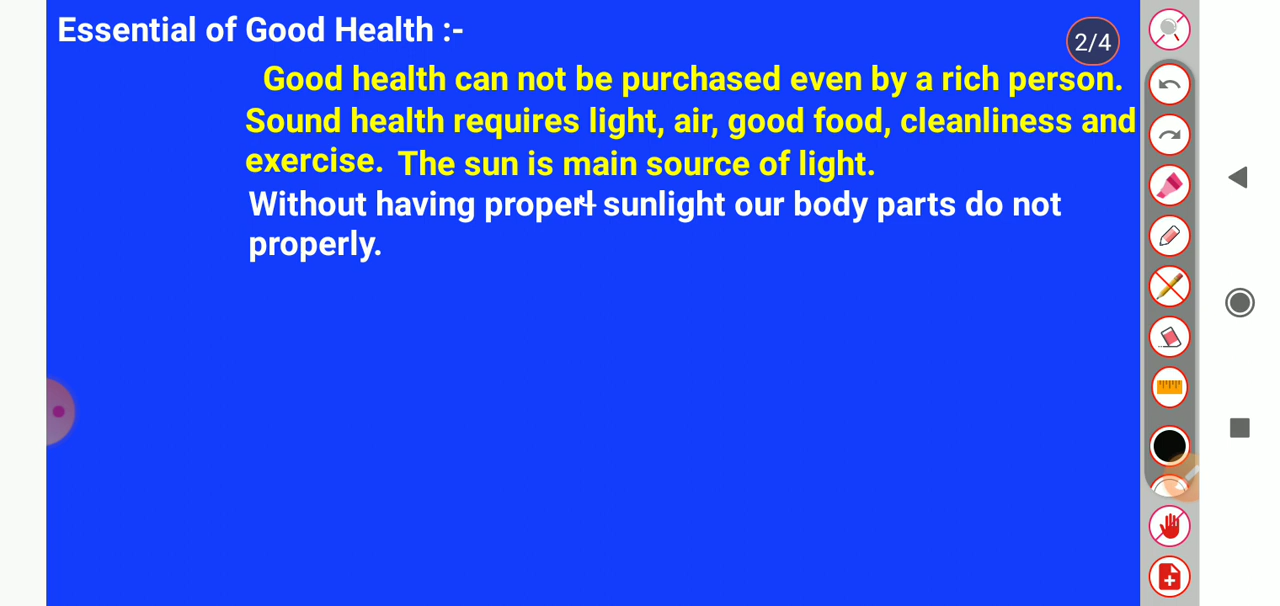 Essential of Good Health :-
2/4
Good health can not be purchased even by a rich person.
Sound health requires light, air, good food, cleanliness and
exercise. The sun is main source of light.
Without having proper sunlight our body parts do not
properly.